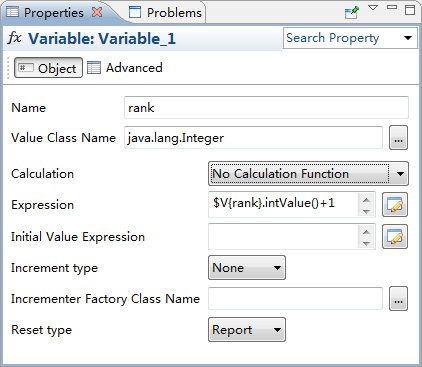 Properties Problems
fx Variable: Variable_1 Search Property
Object Advanced
Name rank
Value Class Name java.lang.Integer ...
Calculation No Calculation Function
Expression $V{rank}.intValue()+1
Initial Value Expression
Increment type None
Incrementer Factory Class Name ...
Reset type Report